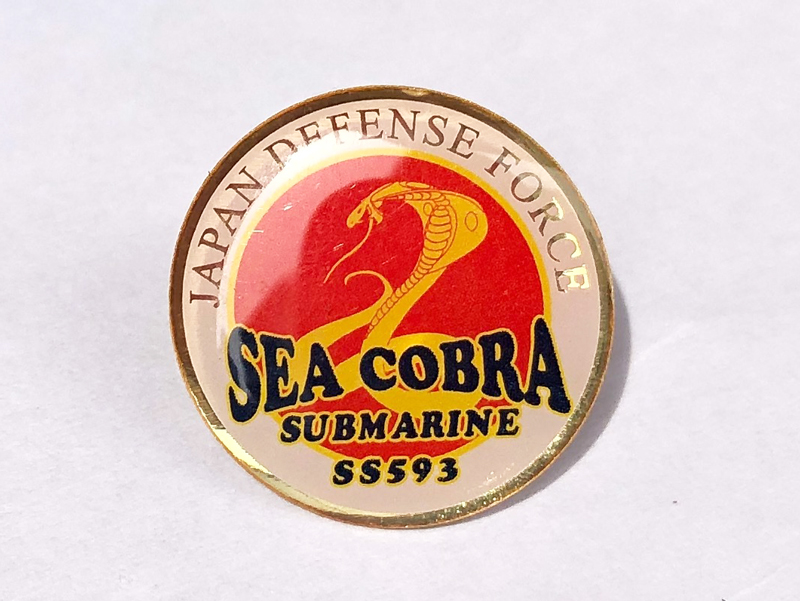 JAPAN DEFENSE FORCE
SEA COBRA
SUBMARINE
SS593